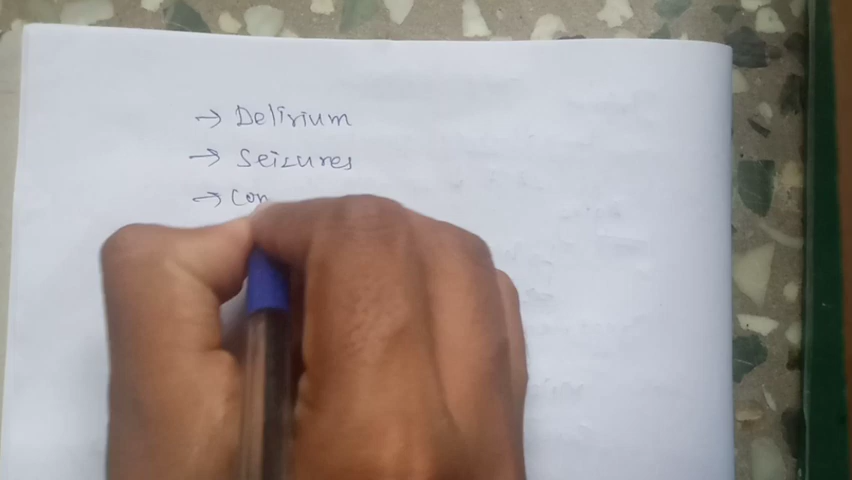 → Delirium
→ Seizures
→ Con